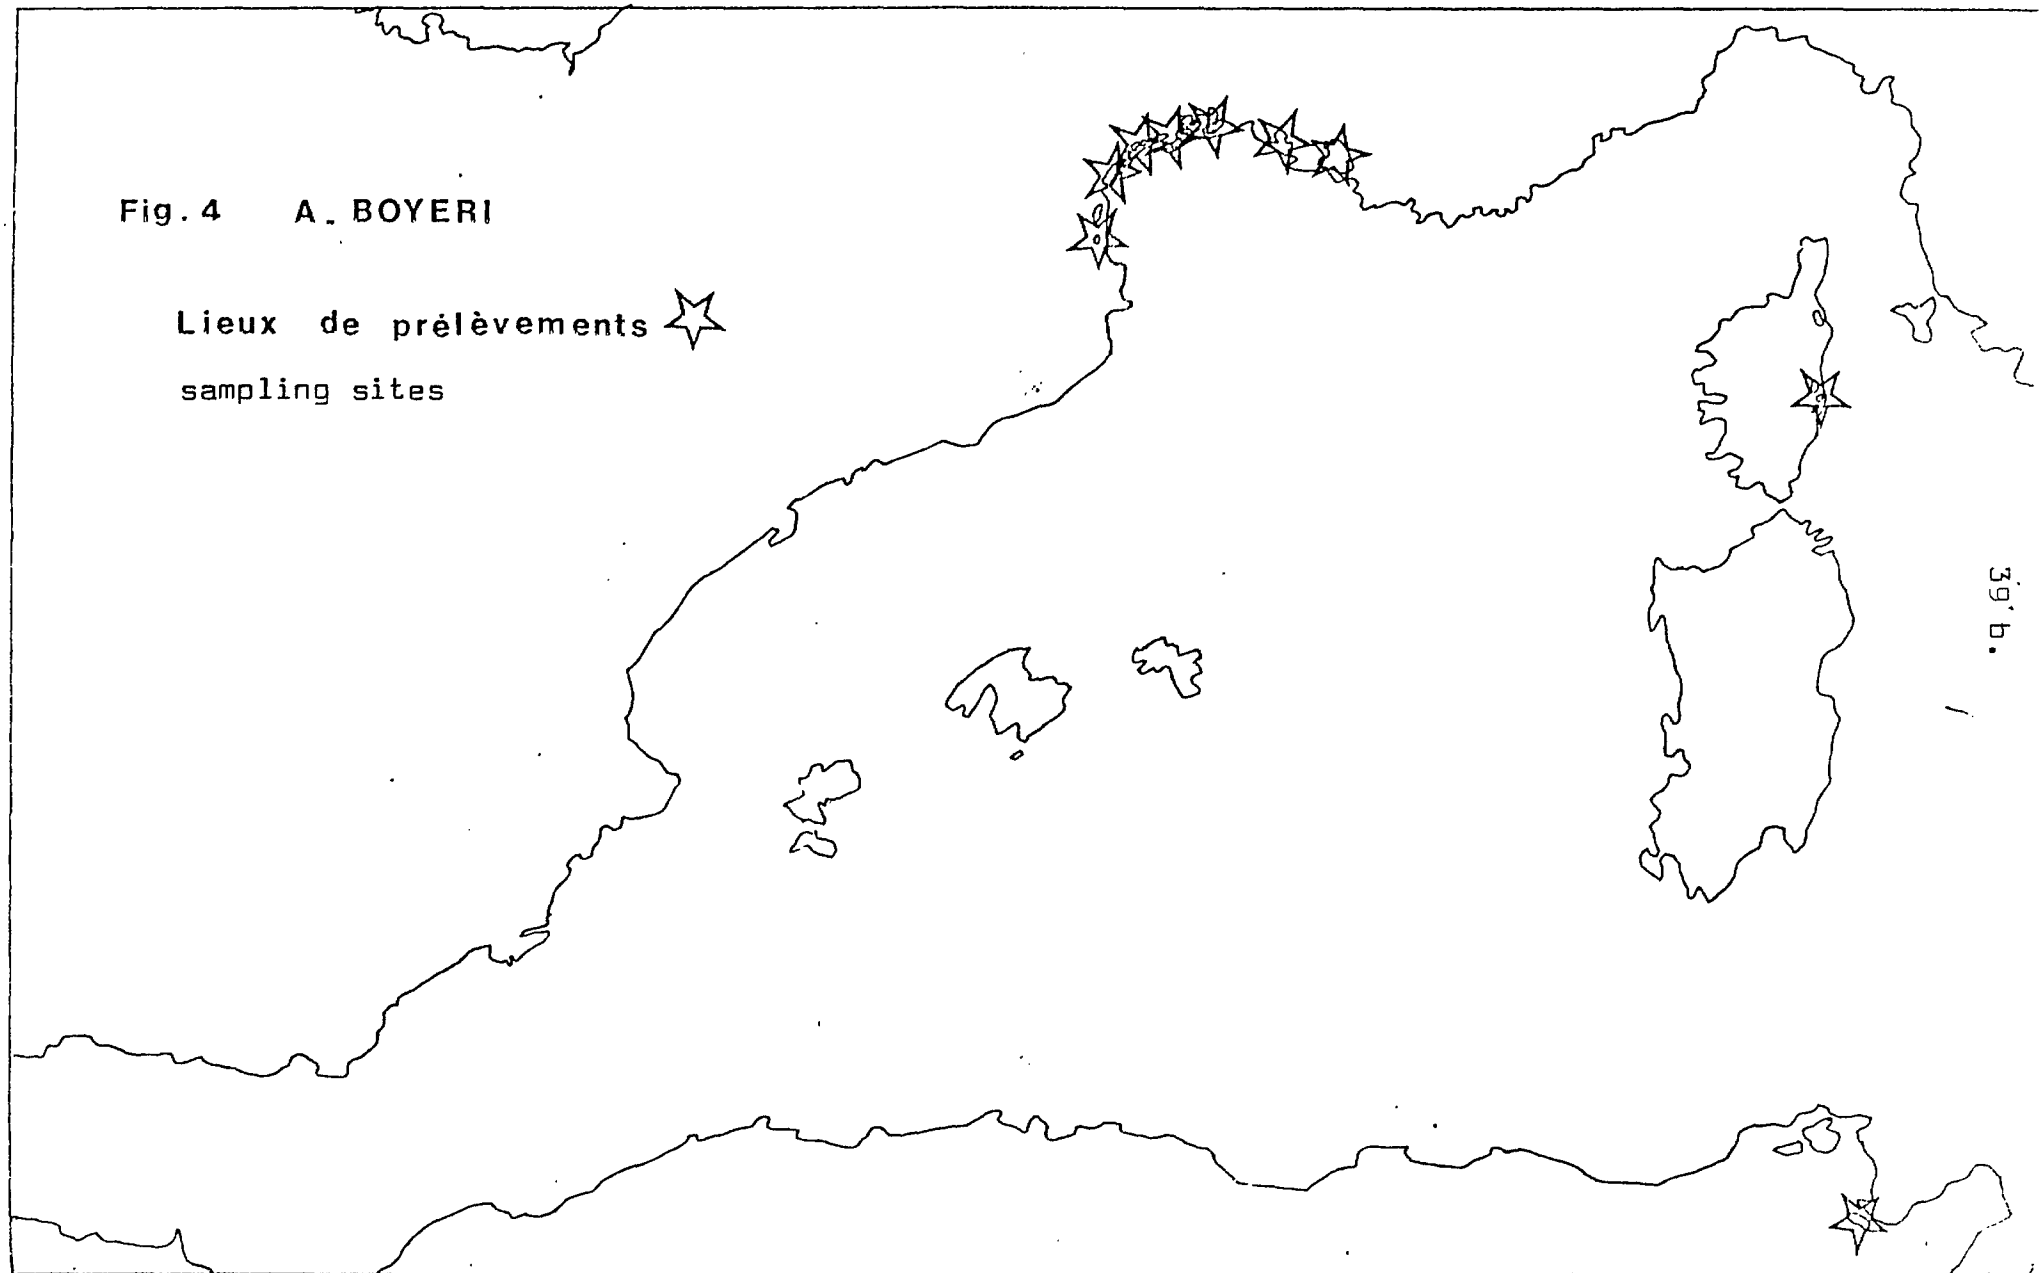 Fig. 4 A. BOYERI
Lieux de prélèvements
sampling sites
39'b.